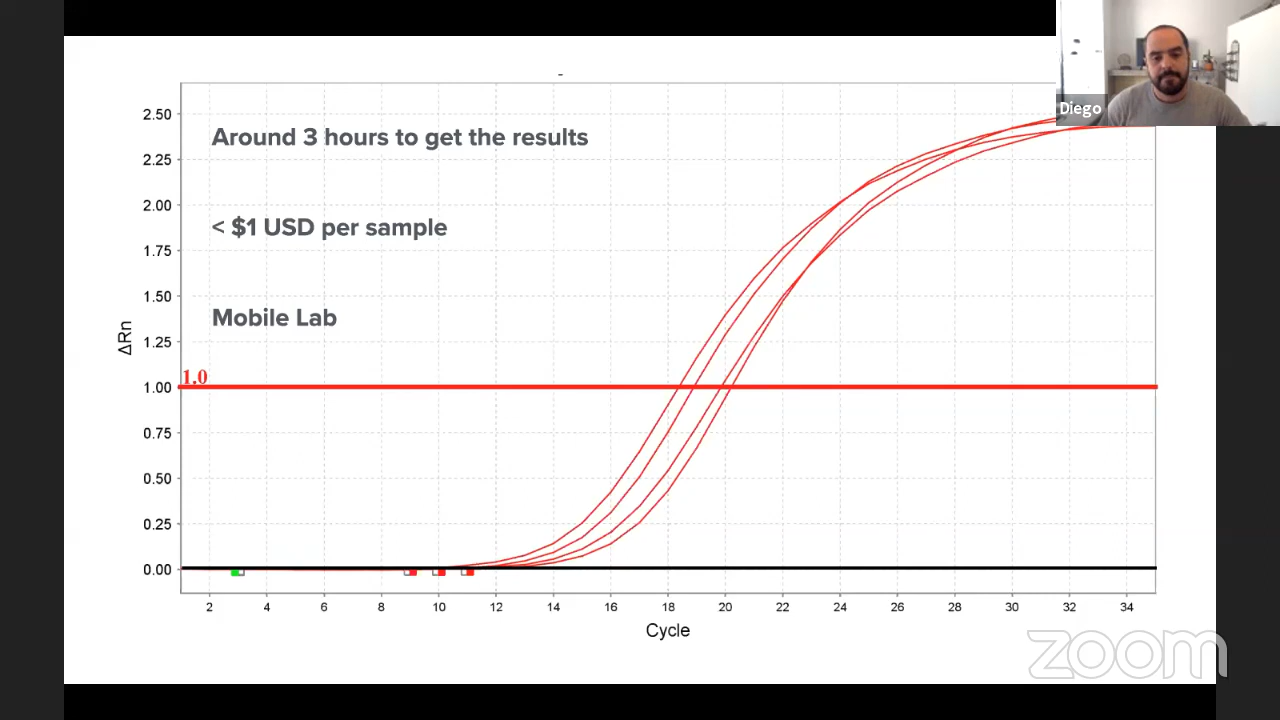 Diego
2.50
Around 3 hours to get the results
2.25
2.00
< $1 USD per sample
1.75
1.50
Mobile Lab
1.25
ΔRn
1.0
1.00
0.75
0.50
0.25
0.00
2 4 6 8 10 12 14 16 18 20 22 24 26 28 30 32 34
Cycle
zoom